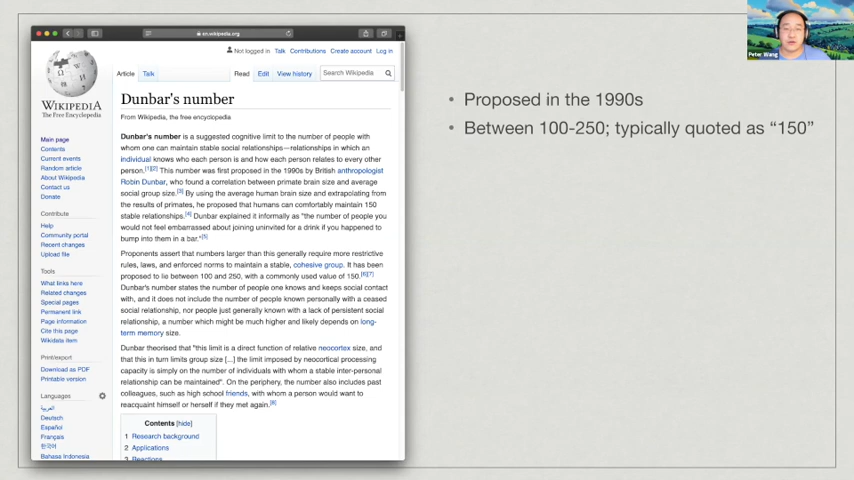 en.wikipedia.org
Not logged in Talk Contributions Create account Log in
Article Talk Read Edit View history Search Wikipedia
WIKIPEDIA
The Free Encyclopedia
Main page
Contents
Current events
Random article
About Wikipedia
Contact us
Donate
Contribute
Help
Community portal
Recent changes
Upload file
Tools
What links here
Related changes
Special pages
Permanent link
Page information
Cite this page
Wikidata item
Print/export
Download as PDF
Printable version
Languages
العربية
Deutsch
Español
Français
한국어
Bahasa Indonesia
Dunbar's number
From Wikipedia, the free encyclopedia
Dunbar's number is a suggested cognitive limit to the number of people with
whom one can maintain stable social relationships—relationships in which an
individual knows who each person is and how each person relates to every other
person.[1][2] This number was first proposed in the 1990s by British anthropologist
Robin Dunbar, who found a correlation between primate brain size and average
social group size.[3] By using the average human brain size and extrapolating from
the results of primates, he proposed that humans can comfortably maintain 150
stable relationships.[4] Dunbar explained it informally as "the number of people you
would not feel embarrassed about joining uninvited for a drink if you happened to
bump into them in a bar."[5]
Proponents assert that numbers larger than this generally require more restrictive
rules, laws, and enforced norms to maintain a stable, cohesive group. It has been
proposed to lie between 100 and 250, with a commonly used value of 150.[6][7]
Dunbar's number states the number of people one knows and keeps social contact
with, and it does not include the number of people known personally with a ceased
social relationship, nor people just generally known with a lack of persistent social
relationship, a number which might be much higher and likely depends on long-
term memory size.
Dunbar theorised that "this limit is a direct function of relative neocortex size, and
that this in turn limits group size [...] the limit imposed by neocortical processing
capacity is simply on the number of individuals with whom a stable inter-personal
relationship can be maintained". On the periphery, the number also includes past
colleagues, such as high school friends, with whom a person would want to
reacquaint himself or herself if they met again.[8]
Contents [hide]
1 Research background
2 Applications
3 Reactions
• Proposed in the 1990s
• Between 100-250; typically quoted as “150”
Peter Wang